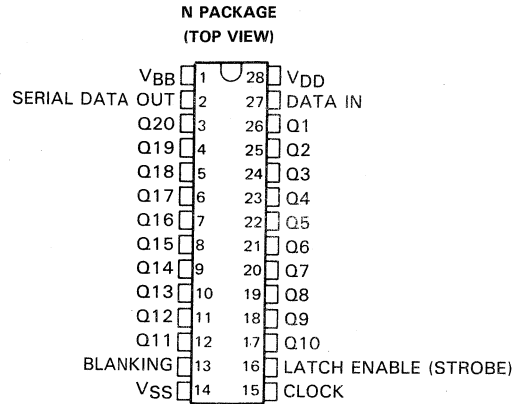 N PACKAGE
(TOP VIEW)
VBB 1 28 VDD
SERIAL DATA OUT 2 27 DATA IN
Q20 3 26 Q1
Q19 4 25 Q2
Q18 5 24 Q3
Q17 6 23 Q4
Q16 7 22 Q5
Q15 8 21 Q6
Q14 9 20 Q7
Q13 10 19 Q8
Q12 11 18 Q9
Q11 12 17 Q10
BLANKING 13 16 LATCH ENABLE (STROBE)
VSS 14 15 CLOCK